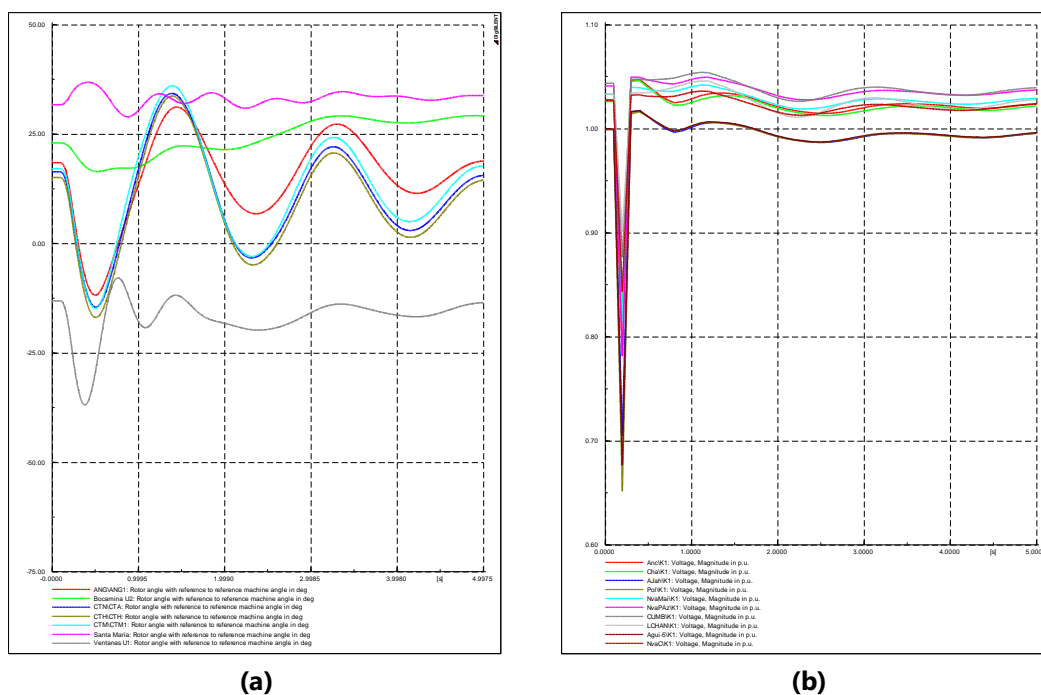 50.00
25.00
0.00
-25.00
-50.00
-75.00
-0.0000 0.9995 1.9990 2.9985 3.9980 [s] 4.9975
DIgSILENT
ANG\ANG1: Rotor angle with reference to reference machine angle in deg
Bocamina U2: Rotor angle with reference to reference machine angle in deg
CTN\CTA: Rotor angle with reference to reference machine angle in deg
CTH\CTH: Rotor angle with reference to reference machine angle in deg
CTM\CTM1: Rotor angle with reference to reference machine angle in deg
Santa María: Rotor angle with reference to reference machine angle in deg
Ventanas U1: Rotor angle with reference to reference machine angle in deg
(a)
1.10
1.00
0.90
0.80
0.70
0.60
0.0000 1.0000 2.0000 3.0000 4.0000 [s] 5.000
Anc\K1: Voltage, Magnitude in p.u.
Cha\K1: Voltage, Magnitude in p.u.
AJah\K1: Voltage, Magnitude in p.u.
Pol\K1: Voltage, Magnitude in p.u.
NvaMai\K1: Voltage, Magnitude in p.u.
NvaPAz\K1: Voltage, Magnitude in p.u.
CUMB\K1: Voltage, Magnitude in p.u.
LCHAN\K1: Voltage, Magnitude in p.u.
Agui-5\K1: Voltage, Magnitude in p.u.
NvaC\K1: Voltage, Magnitude in p.u.
(b)